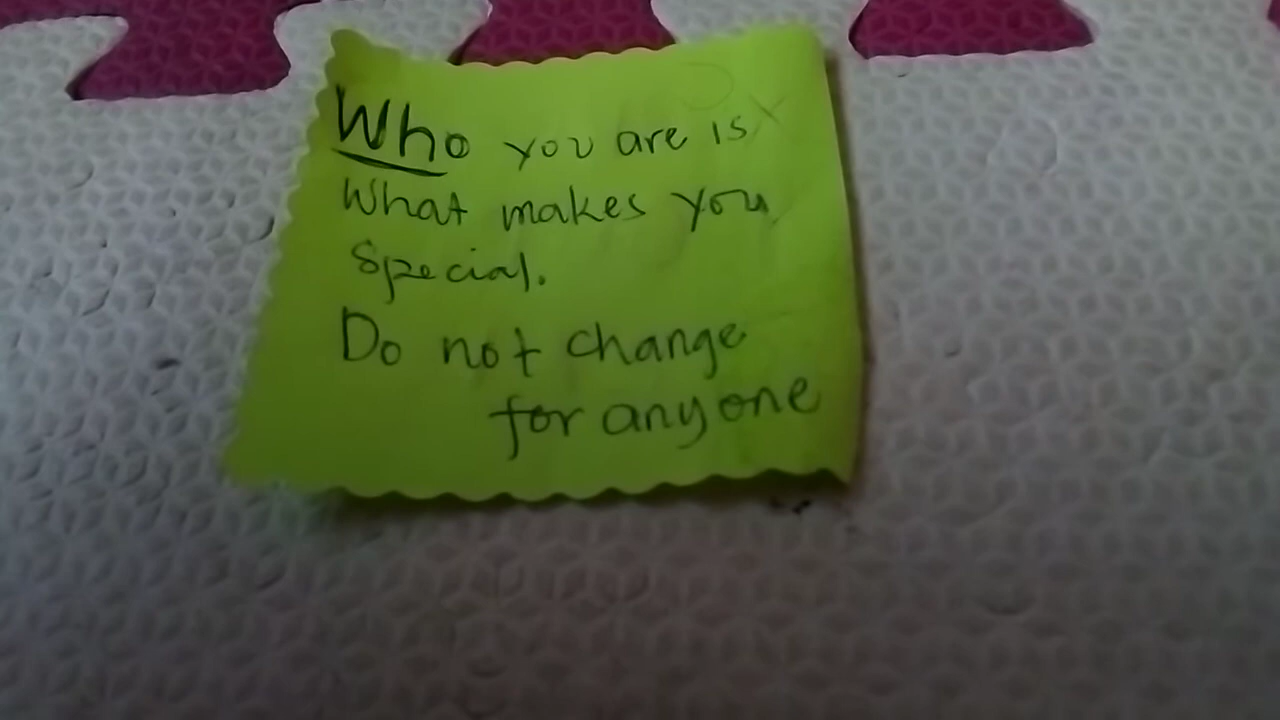 Who you are is
What makes you
Special.
Do not change
for anyone